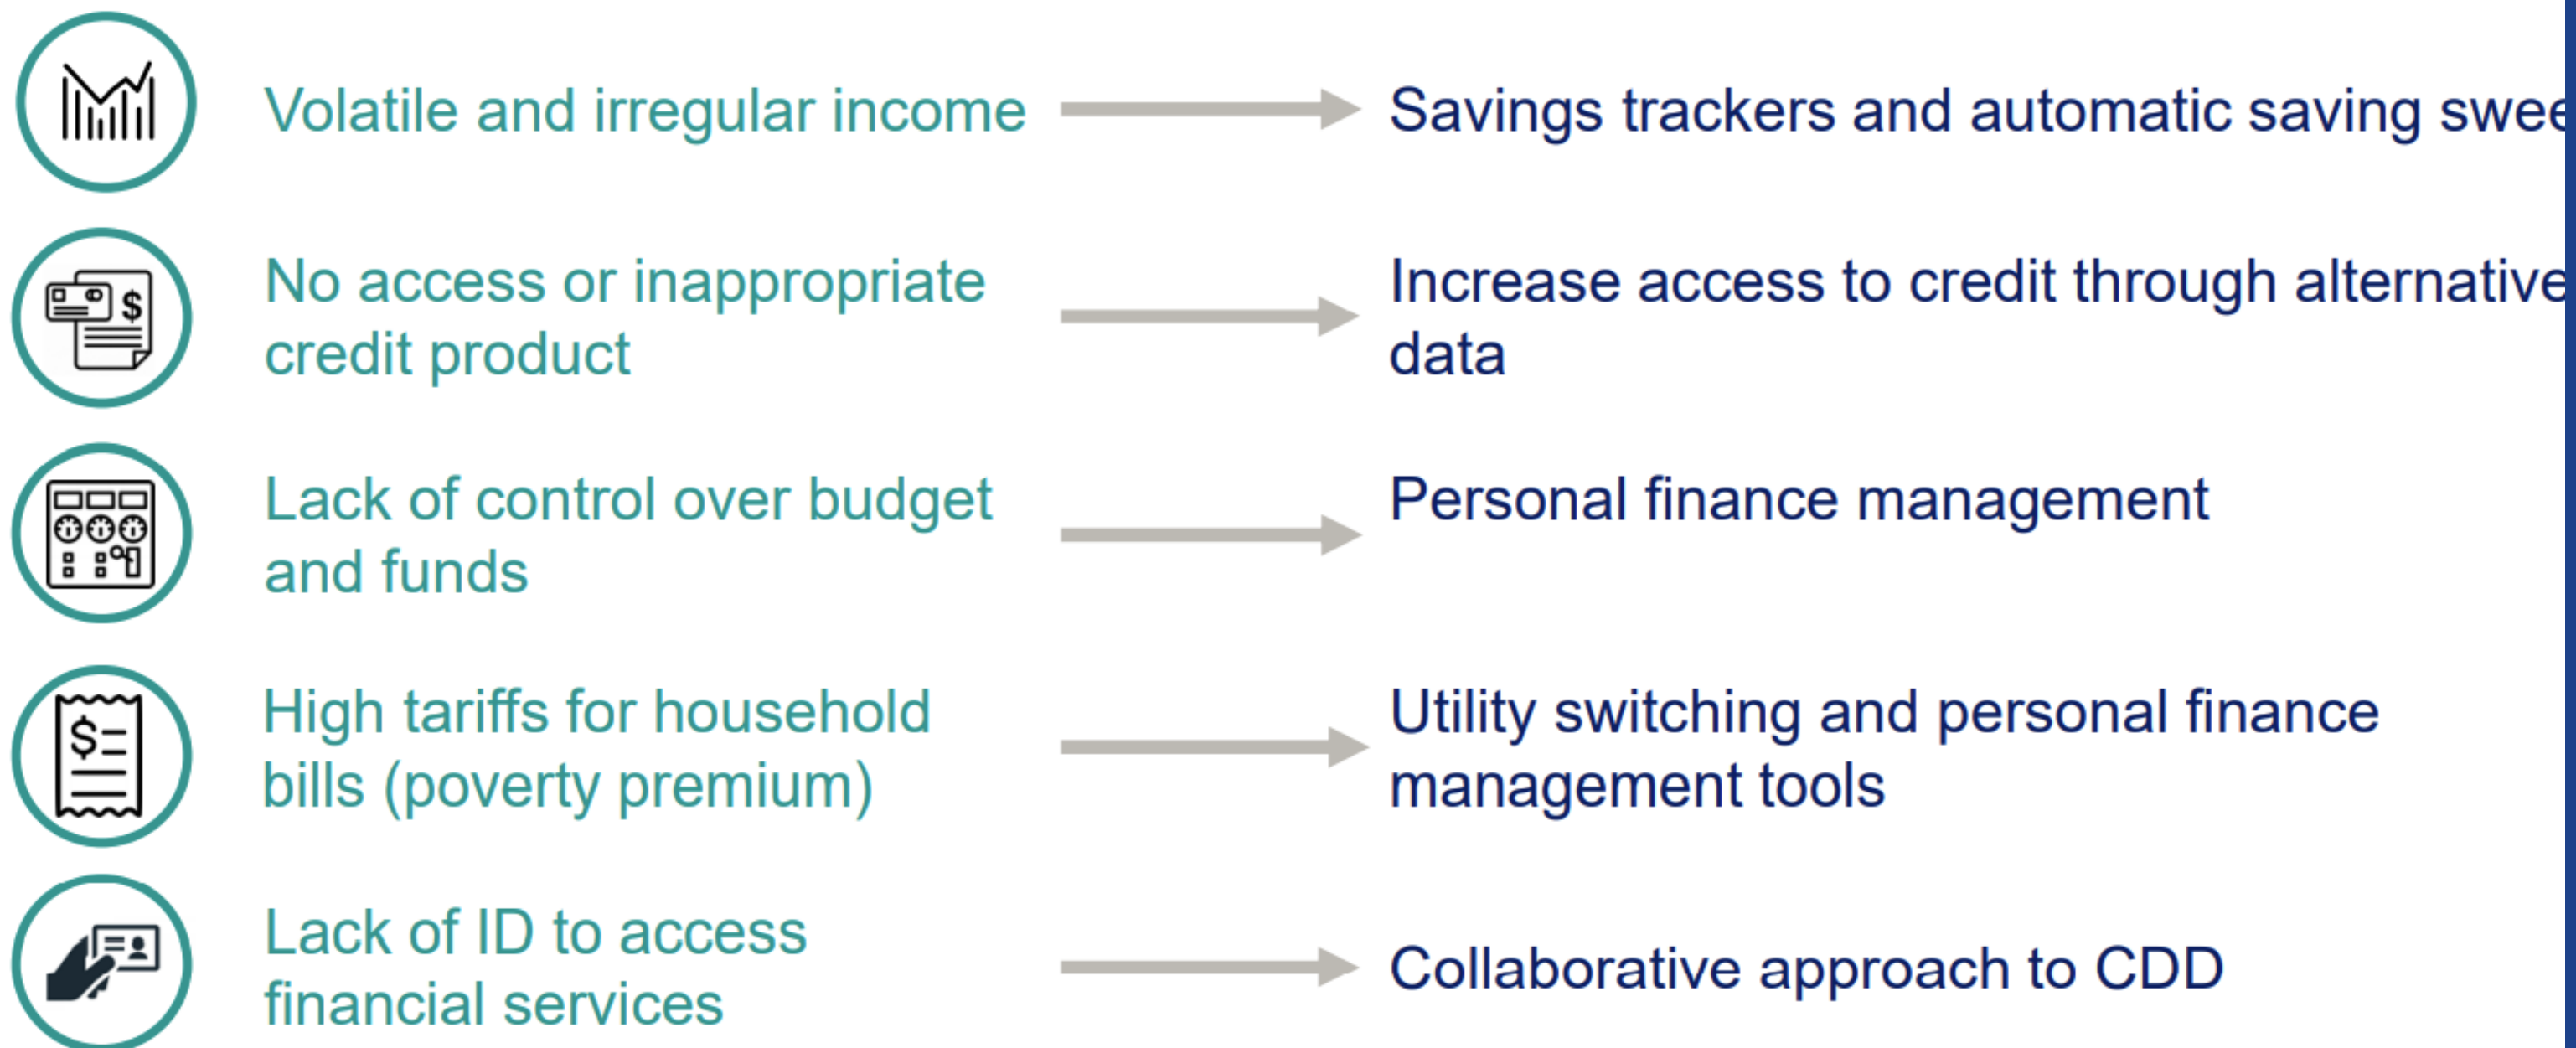 Volatile and irregular income
Savings trackers and automatic saving swee
No access or inappropriate
credit product
Increase access to credit through alternative
data
Lack of control over budget
and funds
Personal finance management
High tariffs for household
bills (poverty premium)
Utility switching and personal finance
management tools
Lack of ID to access
financial services
Collaborative approach to CDD
$
$